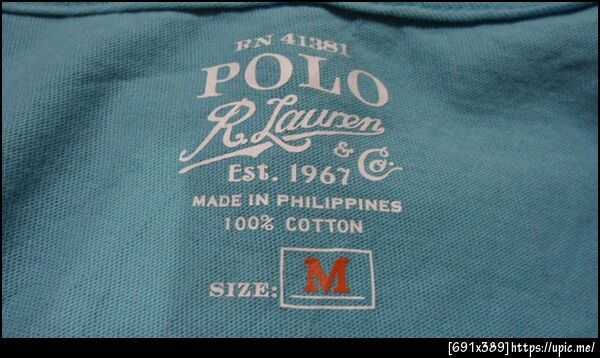 RN 41381
POLO
R. Lauren
& Co.
Est. 1967
MADE IN PHILIPPINES
100% COTTON
SIZE: M
[691x389]https://upic.me/